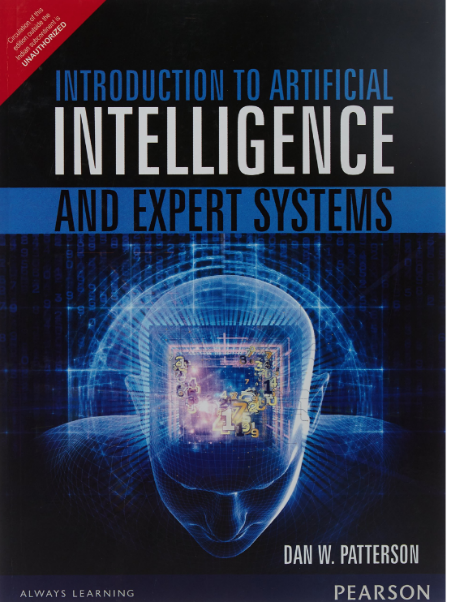 "Circulation of this
edition outside the
Indian subcontinent is
UNAUTHORIZED
INTRODUCTION TO ARTIFICIAL
INTELLIGENCE
AND EXPERT SYSTEMS
DAN W. PATTERSON
ALWAYS LEARNING
PEARSON